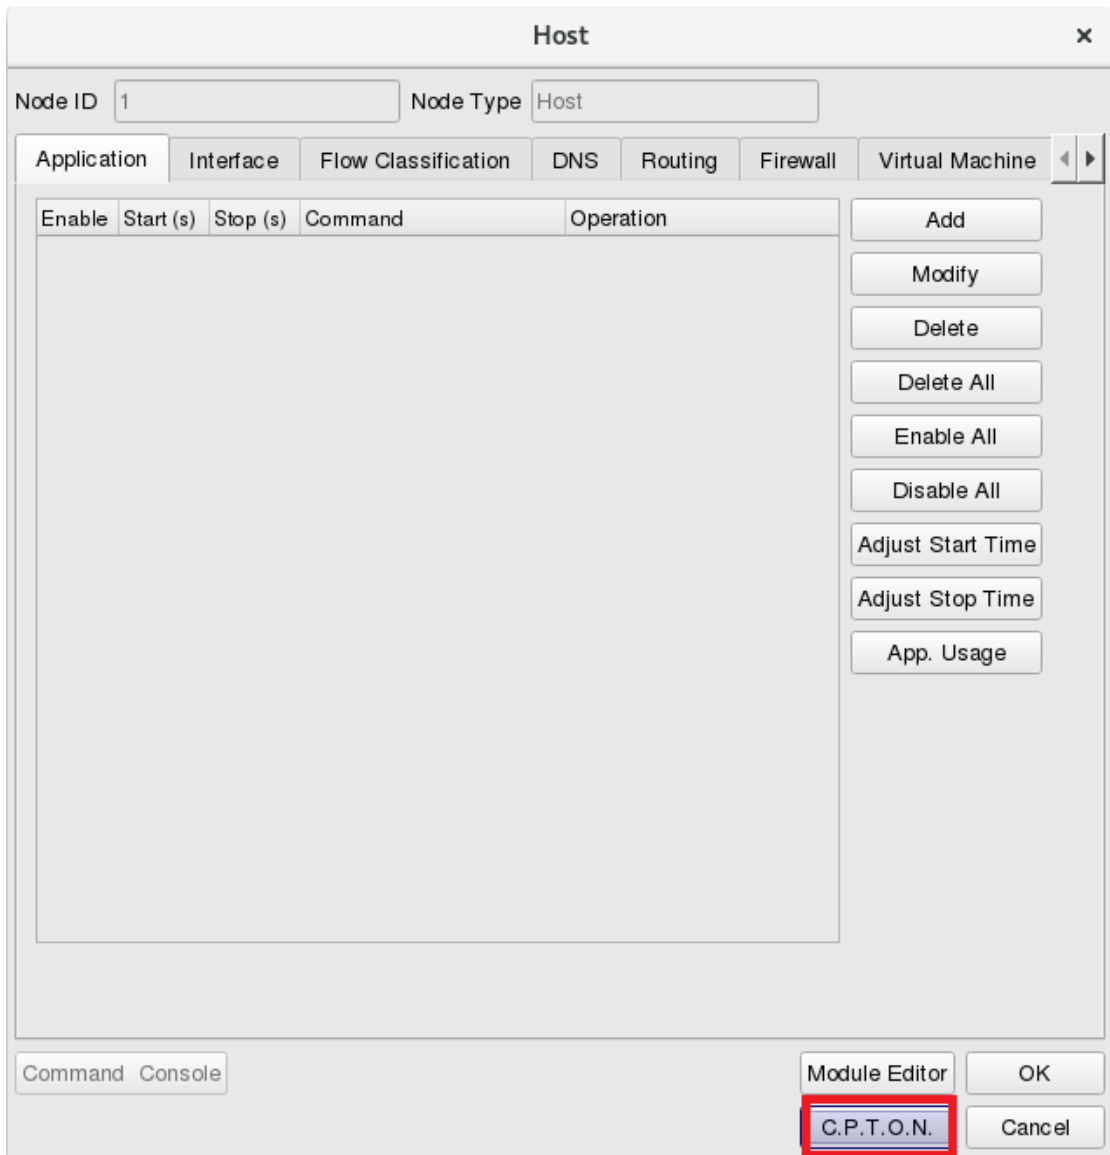 Host
Node ID 1 Node Type Host
Application Interface Flow Classification DNS Routing Firewall Virtual Machine
Enable Start (s) Stop (s) Command Operation
Add
Modify
Delete
Delete All
Enable All
Disable All
Adjust Start Time
Adjust Stop Time
App. Usage
Command Console Module Editor OK
C.P.T.O.N. Cancel